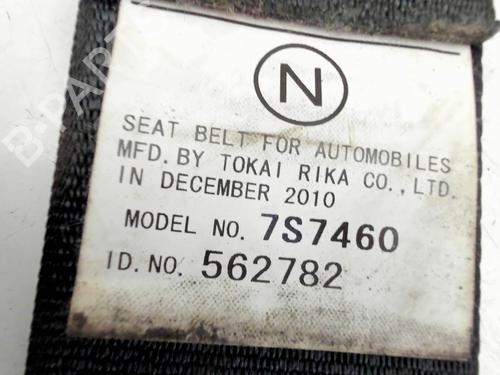 N
SEAT BELT FOR AUTOMOBILES
MFD. BY TOKAI RIKA CO., LTD.
IN DECEMBER 2010
MODEL NO. 7S7460
ID. NO. 562782
B-PARTS